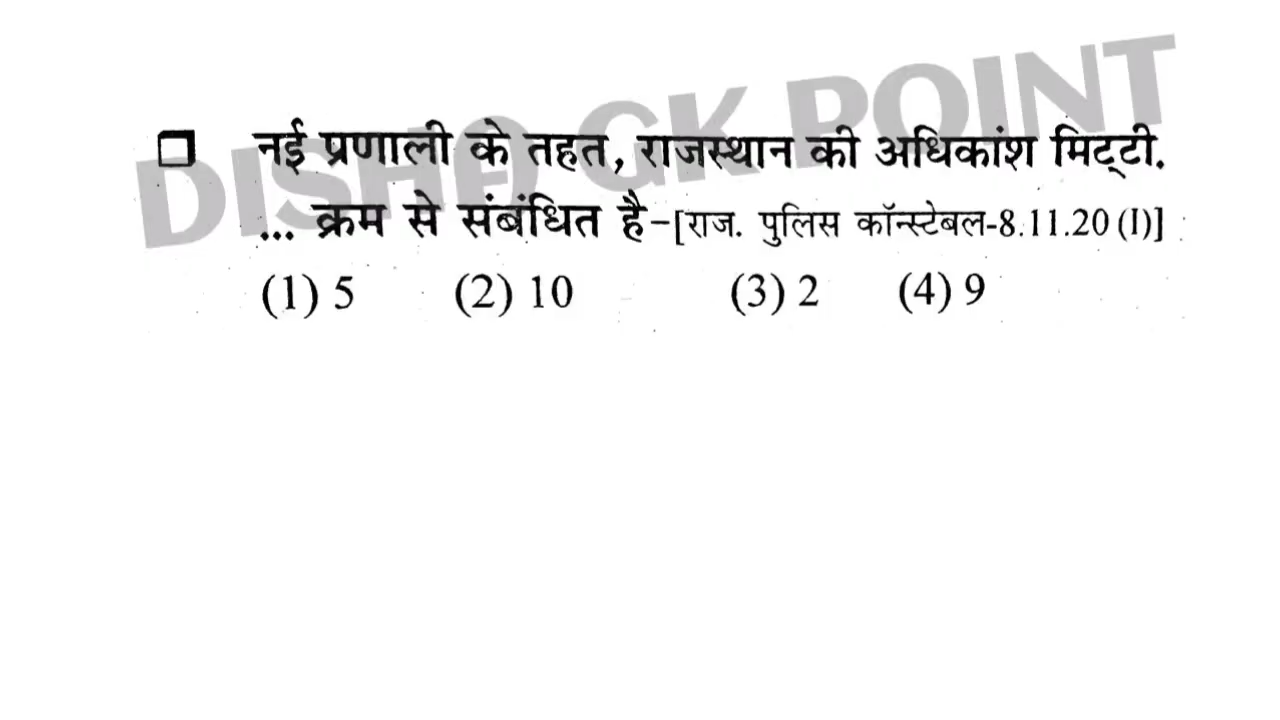 DISHA GK POINT
नई प्रणाली के तहत, राजस्थान की अधिकांश मिट्टी.
... क्रम से संबंधित है-[राज. पुलिस कॉन्स्टेबल-8.11.20 (I)]
(1) 5 (2) 10 (3) 2 (4) 9